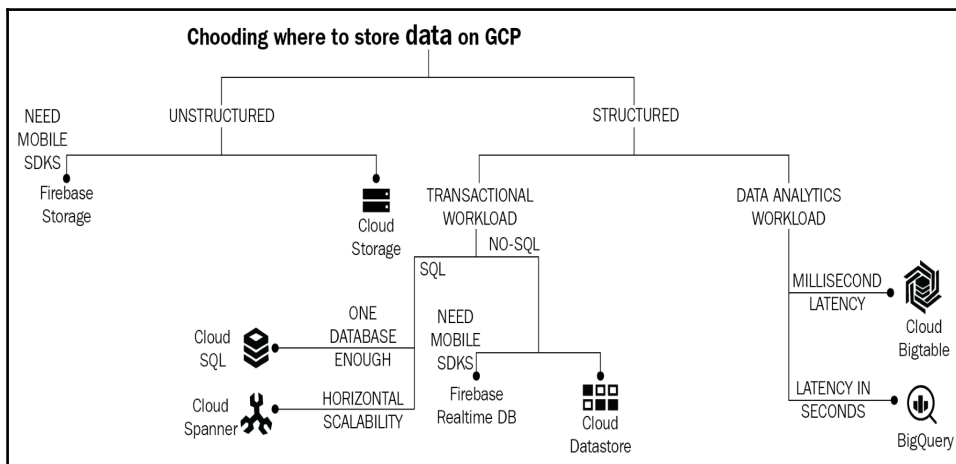 Chooding where to store data on GCP
UNSTRUCTURED
STRUCTURED
NEED
MOBILE
SDKS
Firebase
Storage
Cloud
Storage
TRANSACTIONAL
WORKLOAD
DATA ANALYTICS
WORKLOAD
NO-SQL
SQL
MILLISECOND
LATENCY
Cloud
Bigtable
Cloud
SQL
ONE
DATABASE
ENOUGH
NEED
MOBILE
SDKS
Firebase
Realtime DB
Cloud
Datastore
Cloud
Spanner
HORIZONTAL
SCALABILITY
LATENCY IN
SECONDS
BigQuery